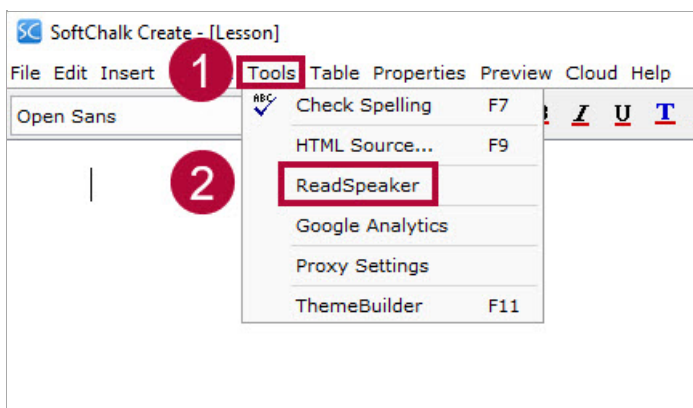 SC SoftChalk Create - [Lesson]
File Edit Insert 1 Tools Table Properties Preview Cloud Help
Open Sans I U T
ABC Check Spelling F7
HTML Source... F9
2 ReadSpeaker
Google Analytics
Proxy Settings
ThemeBuilder F11